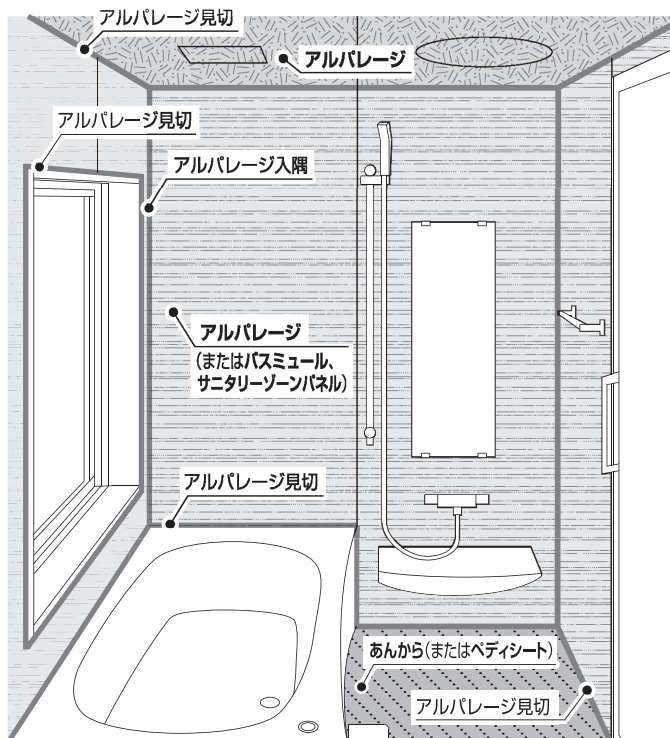 アルパレージ見切
アルパレージ
アルパレージ見切
アルパレージ入隅
アルパレージ
(またはバスミュール、
サニタリーゾーンパネル)
アルパレージ見切
あんから(またはペディシート)
アルパレージ見切